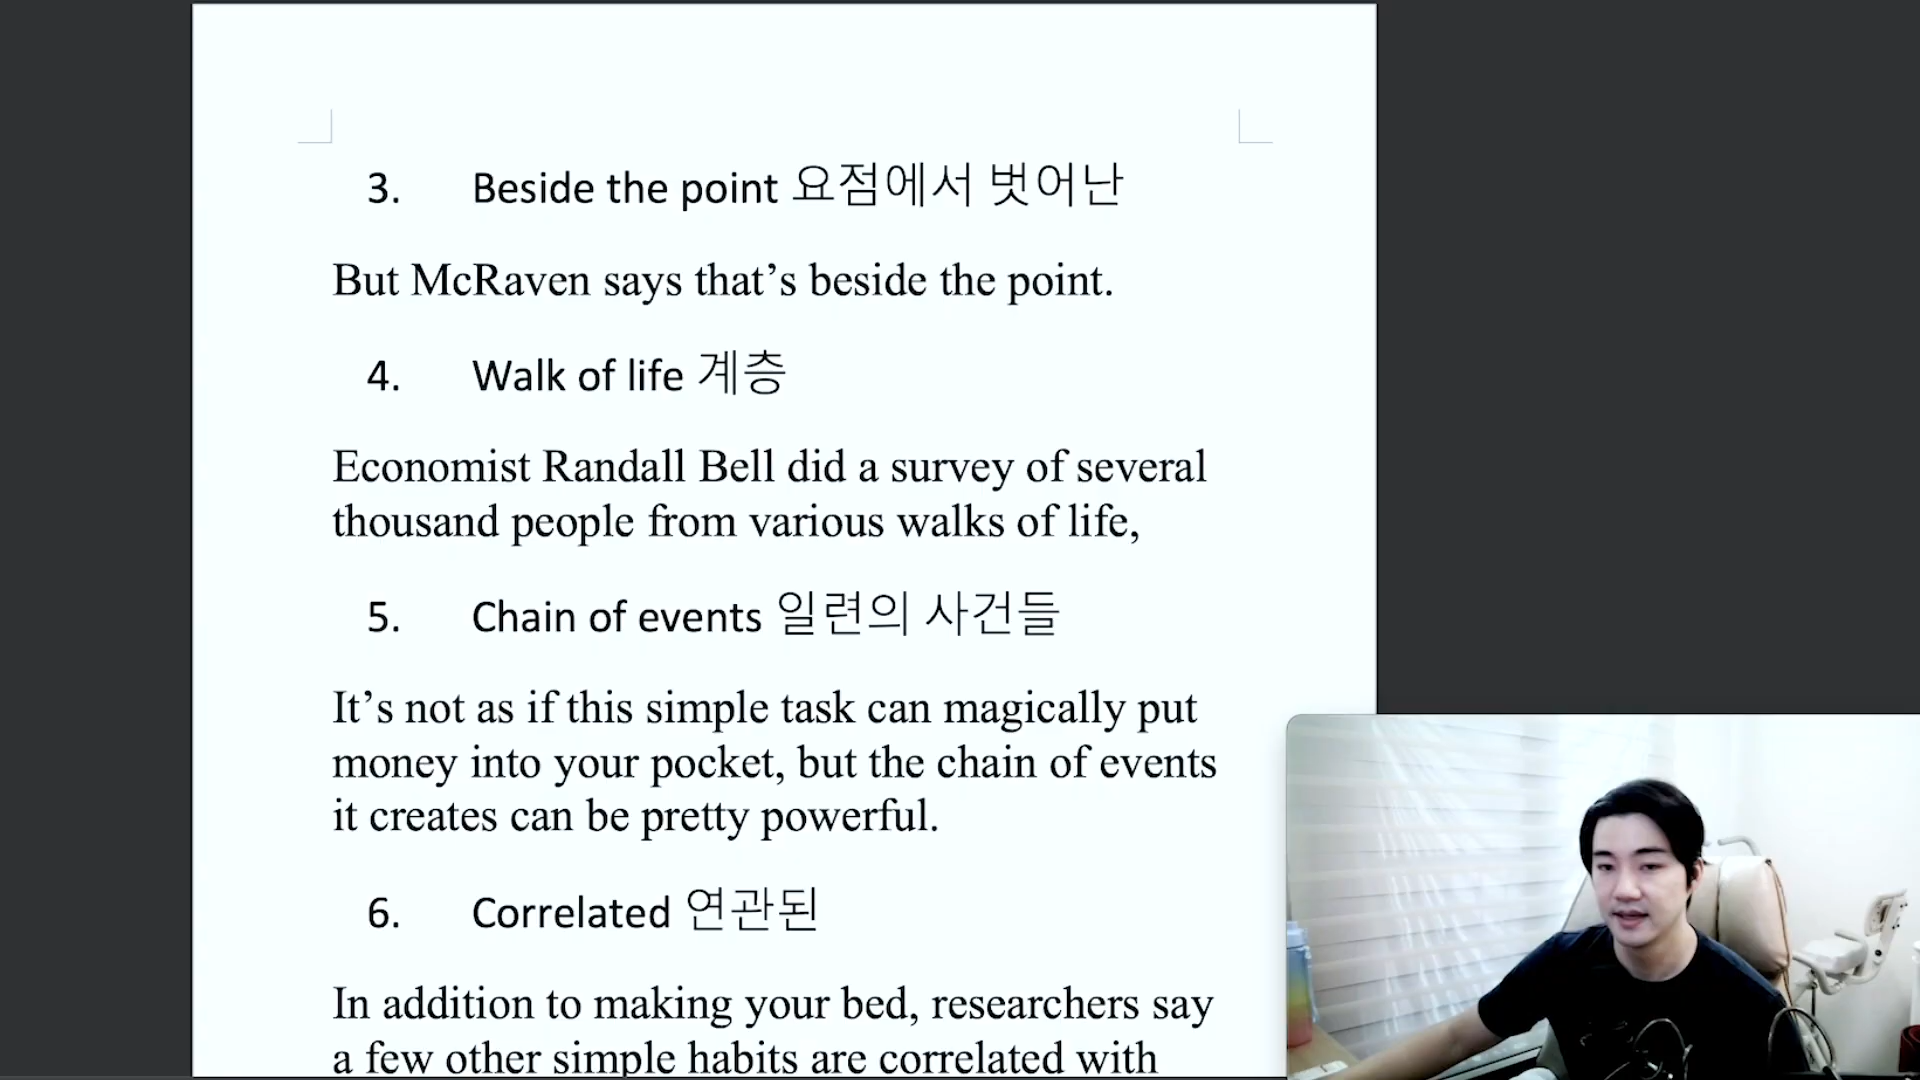 3. Beside the point 요점에서 벗어난
But McRaven says that’s beside the point.
4. Walk of life 계층
Economist Randall Bell did a survey of several
thousand people from various walks of life,
5. Chain of events 일련의 사건들
It’s not as if this simple task can magically put
money into your pocket, but the chain of events
it creates can be pretty powerful.
6. Correlated 연관된
In addition to making your bed, researchers say
a few other simple habits are correlated with